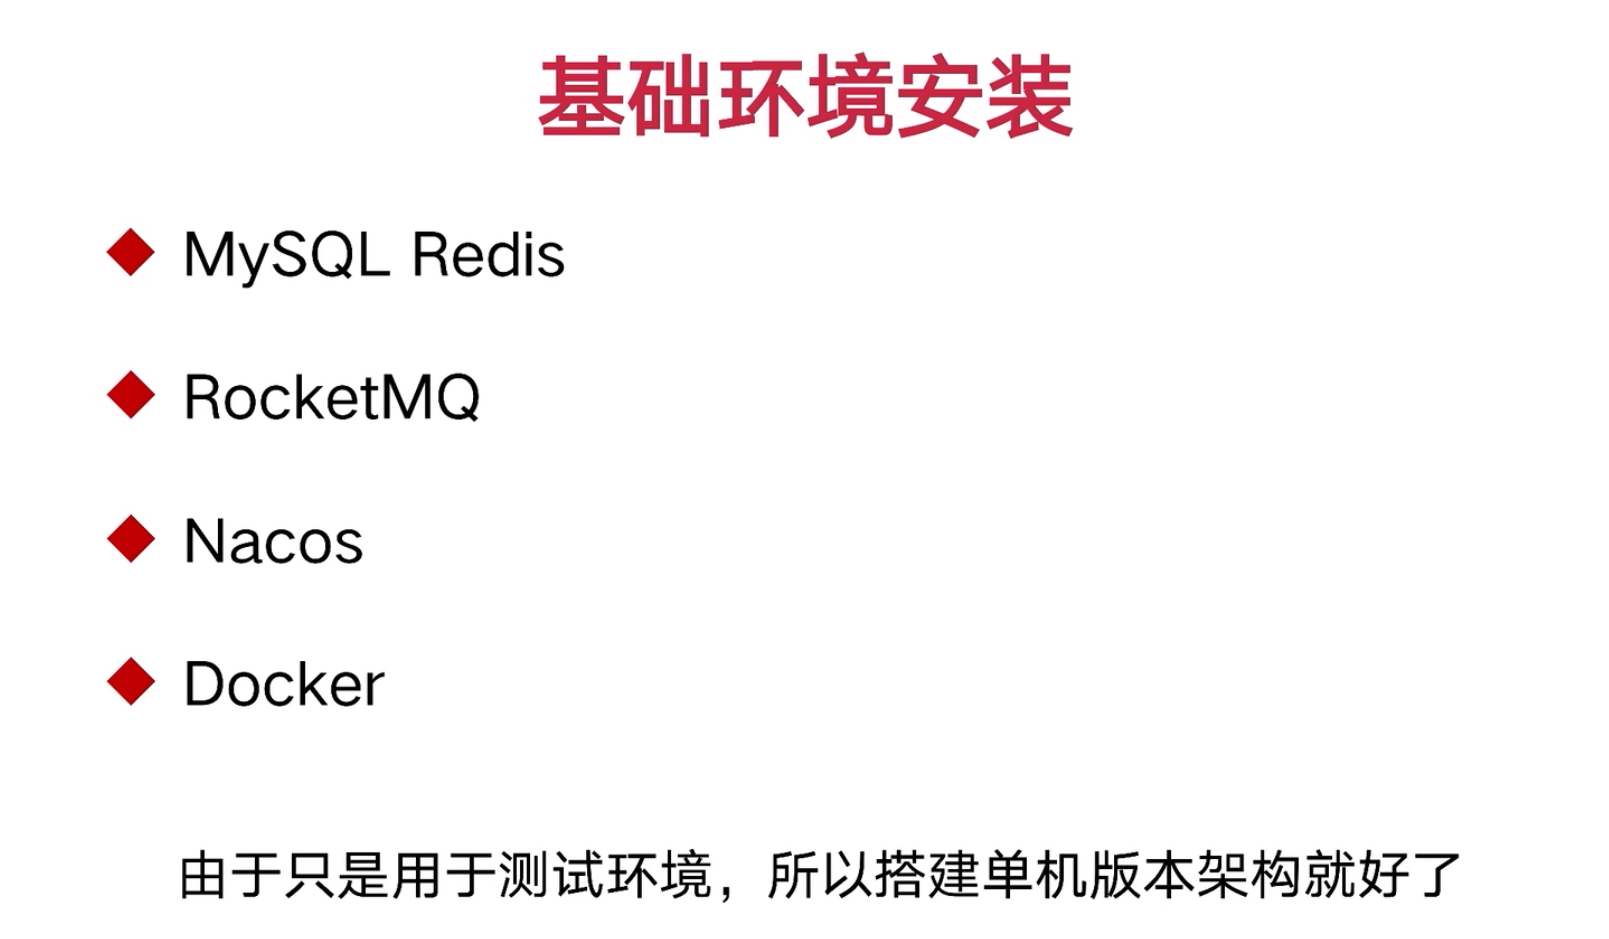 基础环境安装
MySQL Redis
RocketMQ
Nacos
Docker
由于只是用于测试环境，所以搭建单机版本架构就好了